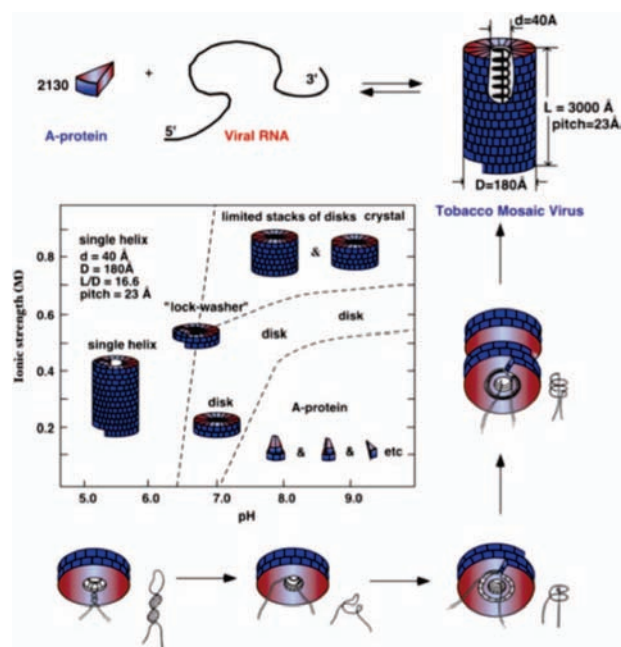 d=40Å
2130
+
3'
5'
L = 3000 Å
pitch=23Å
A-protein
Viral RNA
D=180Å
Tobacco Mosaic Virus
limited stacks of disks crystal
single helix
d = 40 Å
D = 180Å
L/D = 16.6
pitch = 23 Å
&
"lock-washer"
disk
disk
single helix
disk
A-protein
& & etc
Ionic strength (M)
0.8
0.6
0.4
0.2
5.0 6.0 7.0 8.0 9.0
pH